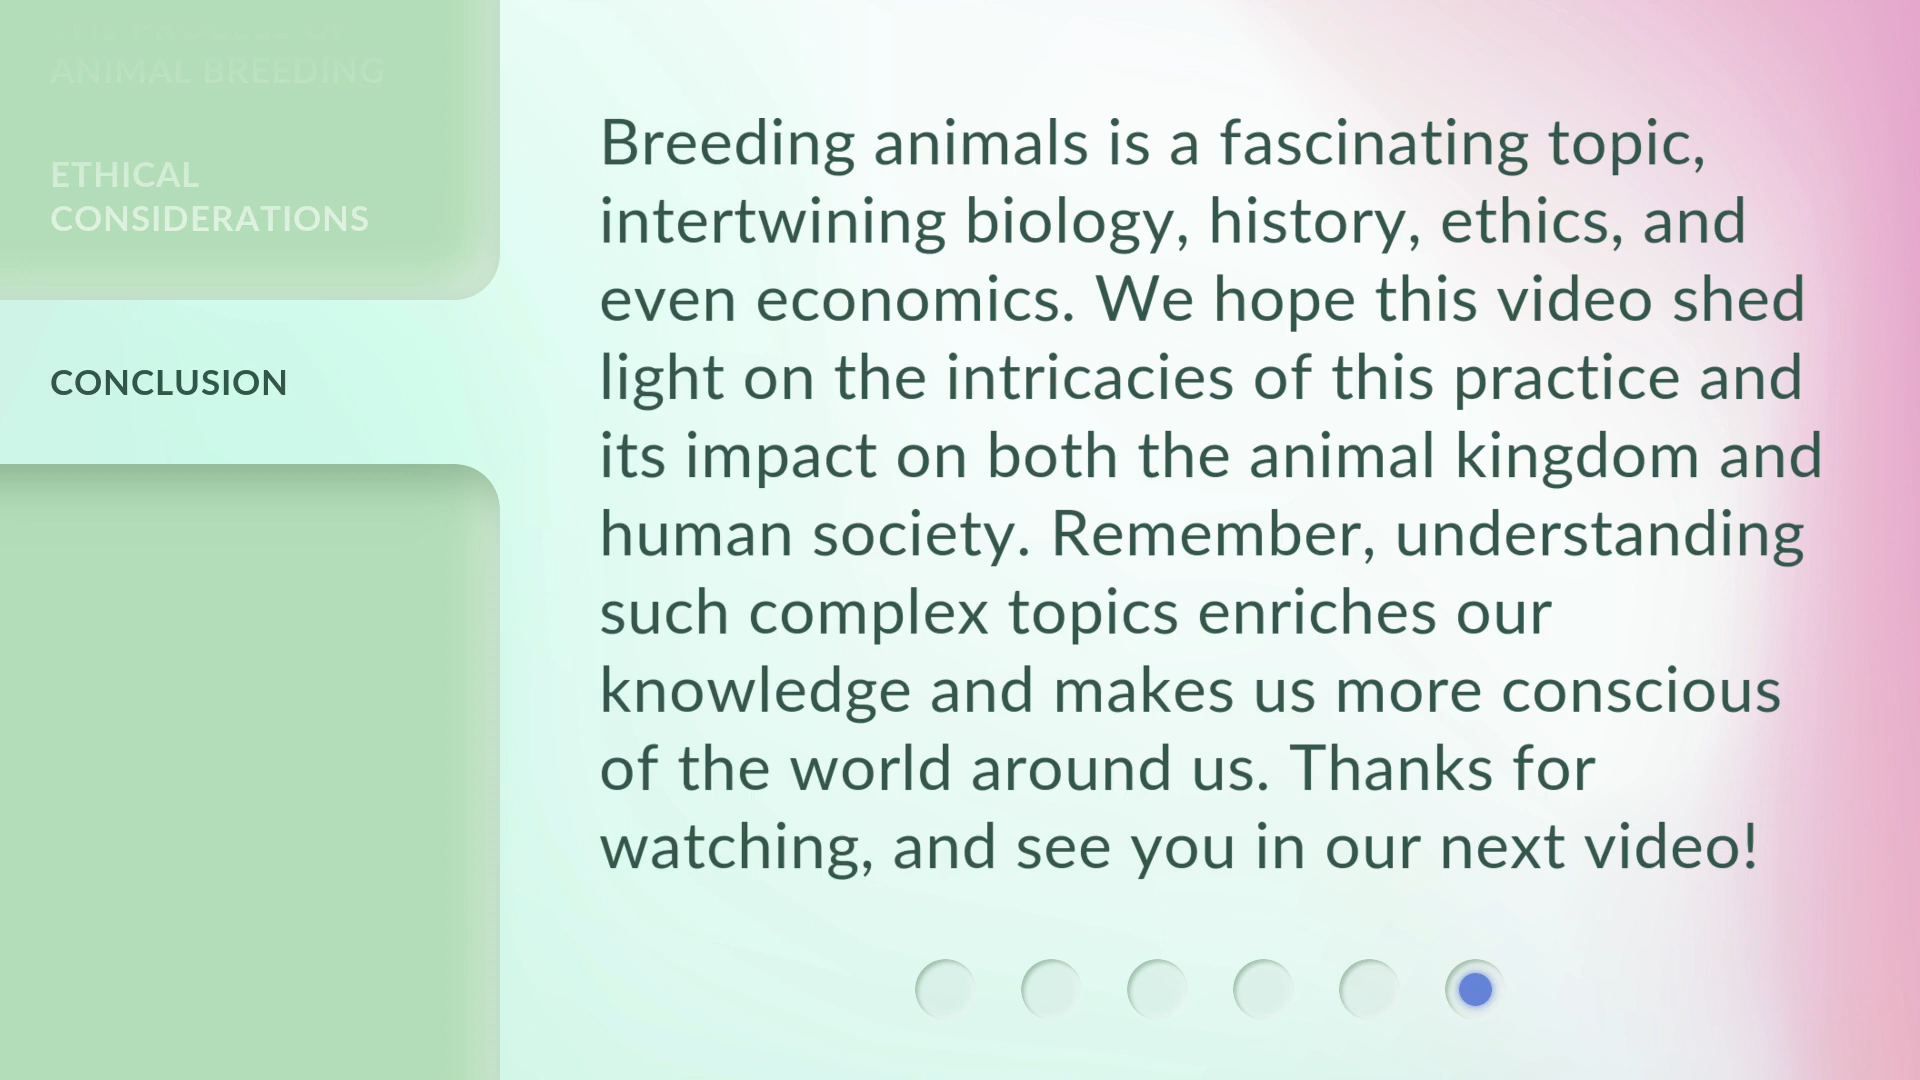 ANIMAL BREEDING
ETHICAL
CONSIDERATIONS
CONCLUSION
Breeding animals is a fascinating topic,
intertwining biology, history, ethics, and
even economics. We hope this video shed
light on the intricacies of this practice and
its impact on both the animal kingdom and
human society. Remember, understanding
such complex topics enriches our
knowledge and makes us more conscious
of the world around us. Thanks for
watching, and see you in our next video!